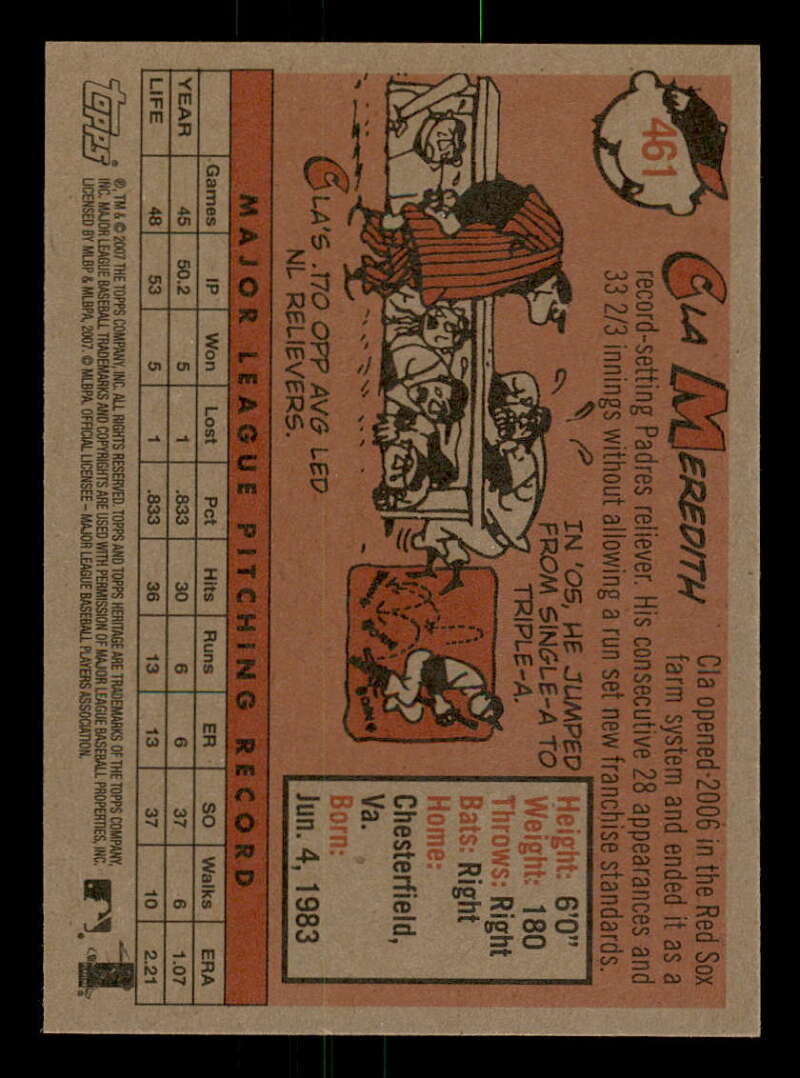 461
CLA MEREDITH
Cla opened 2006 in the Red Sox
farm system and ended it as a
record-setting Padres reliever. His consecutive 28 appearances and
33 2/3 innings without allowing a run set new franchise standards.
IN '05, HE JUMPED
FROM SINGLE-A TO
TRIPLE-A.
BOIN
CLA'S .170 OPP AVG LED
NL RELIEVERS.
Height: 6'0"
Weight: 180
Throws: Right
Bats: Right
Home:
Chesterfield,
Va.
Born:
Jun. 4, 1983
MAJOR LEAGUE PITCHING RECORD
Games IP Won Lost Pct Hits Runs ER SO Walks ERA
YEAR 45 50.2 5 1 .833 30 6 6 37 6 1.07
LIFE 48 53 5 1 .833 36 13 13 37 10 2.21
topps
®, TM & © 2007 THE TOPPS COMPANY, INC. ALL RIGHTS RESERVED. TOPPS AND TOPPS HERITAGE ARE TRADEMARKS OF THE TOPPS COMPANY,
INC. MAJOR LEAGUE BASEBALL TRADEMARKS AND COPYRIGHTS ARE USED WITH PERMISSION OF MAJOR LEAGUE BASEBALL PROPERTIES, INC.
LICENSED BY MLBP & MLBPA, 2007. © MLBPA, OFFICIAL LICENSEE – MAJOR LEAGUE BASEBALL PLAYERS ASSOCIATION.